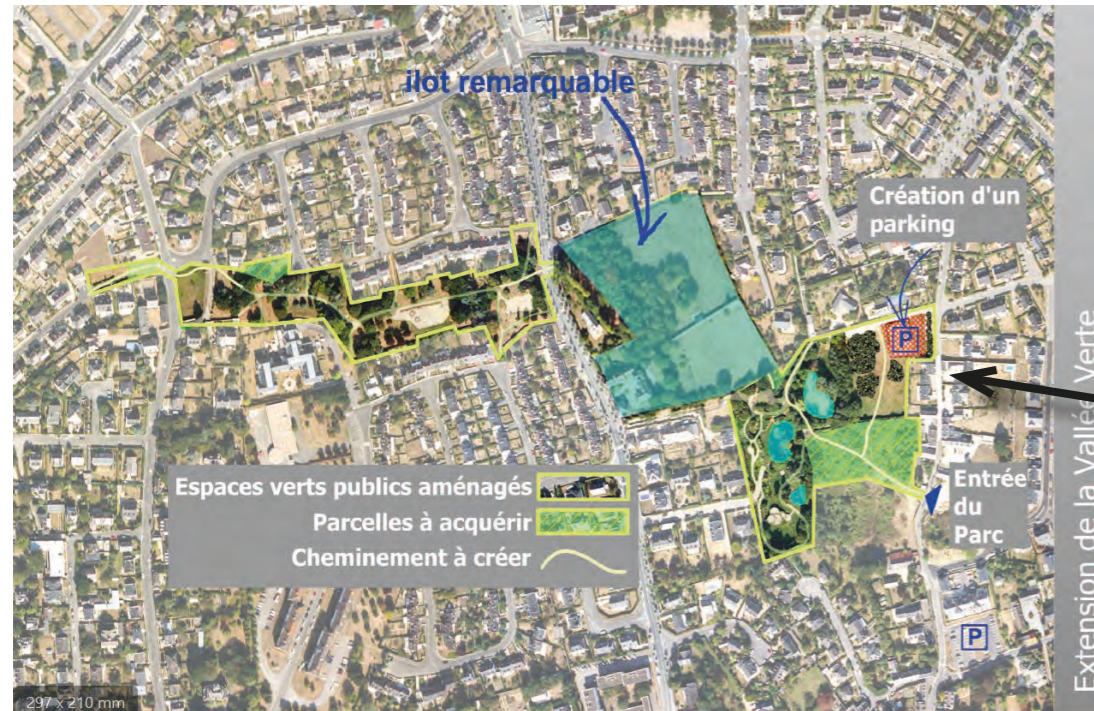 ilot remarquable
Création d'un
parking
P
Espaces verts publics aménagés
Parcelles à acquérir
Cheminement à créer
Entrée
du
Parc
P
Extension de la Vallée Verte
297 x 210 mm